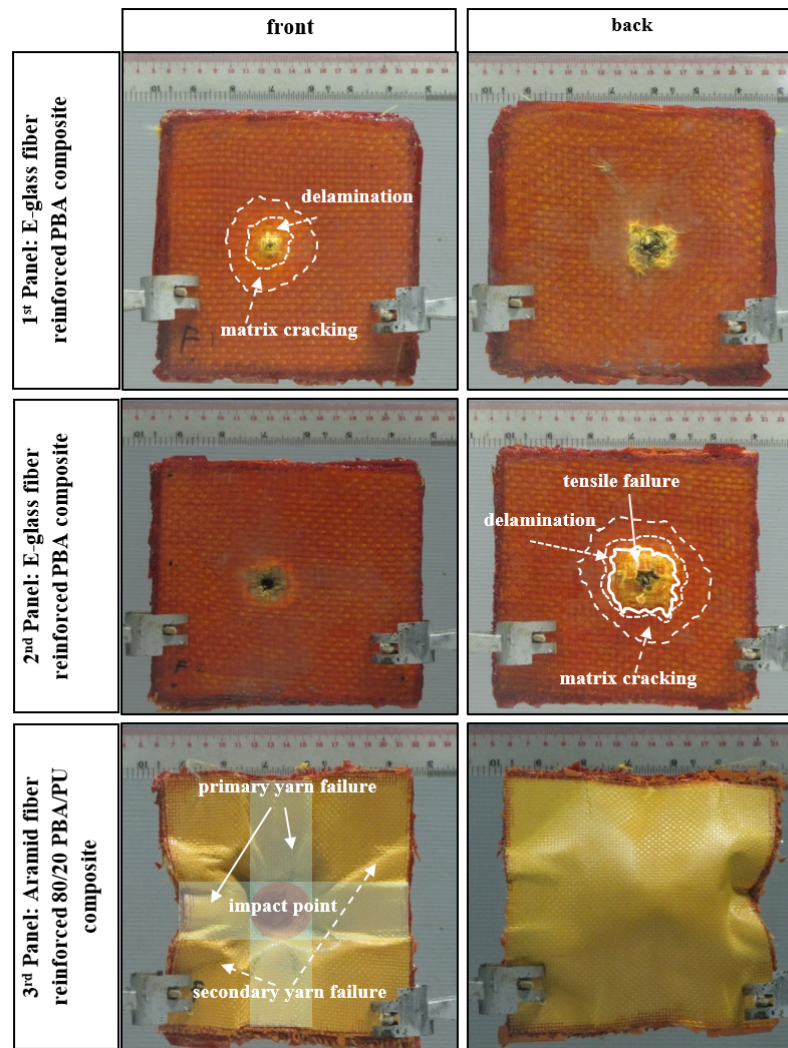 front
back
1st Panel: E-glass fiber
reinforced PBA composite
delamination
matrix cracking
F
2nd Panel: E-glass fiber
reinforced PBA composite
tensile failure
delamination
matrix cracking
F
3rd Panel: Aramid fiber
reinforced 80/20 PBA/PU
composite
primary yarn failure
impact point
secondary yarn failure